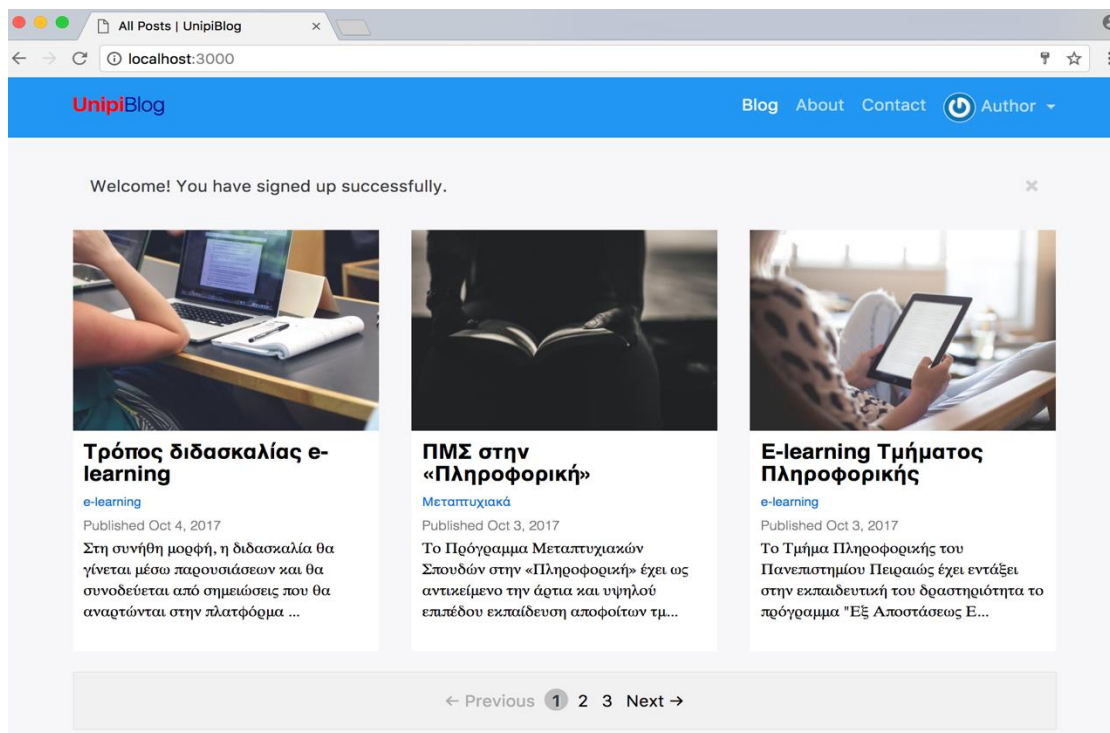 All Posts | UnipiBlog
localhost:3000
UnipiBlog
Blog About Contact Author
Welcome! You have signed up successfully.
Τρόπος διδασκαλίας e-
learning
e-learning
Published Oct 4, 2017
Στη συνήθη μορφή, η διδασκαλία θα
γίνεται μέσω παρουσιάσεων και θα
συνοδεύεται από σημειώσεις που θα
αναρτώνται στην πλατφόρμα ...
ΠΜΣ στην
«Πληροφορική»
Μεταπτυχιακά
Published Oct 3, 2017
Το Πρόγραμμα Μεταπτυχιακών
Σπουδών στην «Πληροφορική» έχει ως
αντικείμενο την άρτια και υψηλού
επιπέδου εκπαίδευση αποφοίτων τμ...
E-learning Τμήματος
Πληροφορικής
e-learning
Published Oct 3, 2017
Το Τμήμα Πληροφορικής του
Πανεπιστημίου Πειραιώς έχει εντάξει
στην εκπαιδευτική του δραστηριότητα το
πρόγραμμα "Εξ Αποστάσεως Ε...
← Previous 1 2 3 Next →